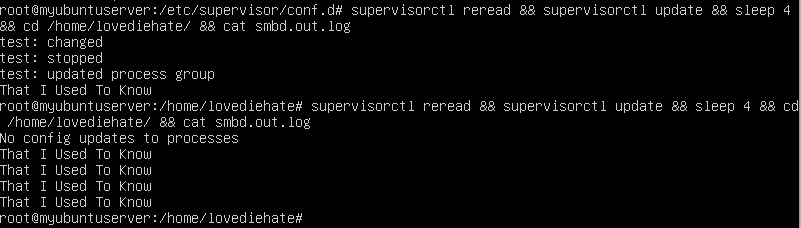 root@myubuntuserver:/etc/supervisor/conf.d# supervisorctl reread && supervisorctl update && sleep 4
&& cd /home/lovediehate/ && cat smbd.out.log
test: changed
test: stopped
test: updated process group
That I Used To Know
root@myubuntuserver:/home/lovediehate# supervisorctl reread && supervisorctl update && sleep 4 && cd
/home/lovediehate/ && cat smbd.out.log
No config updates to processes
That I Used To Know
That I Used To Know
That I Used To Know
That I Used To Know
root@myubuntuserver:/home/lovediehate#